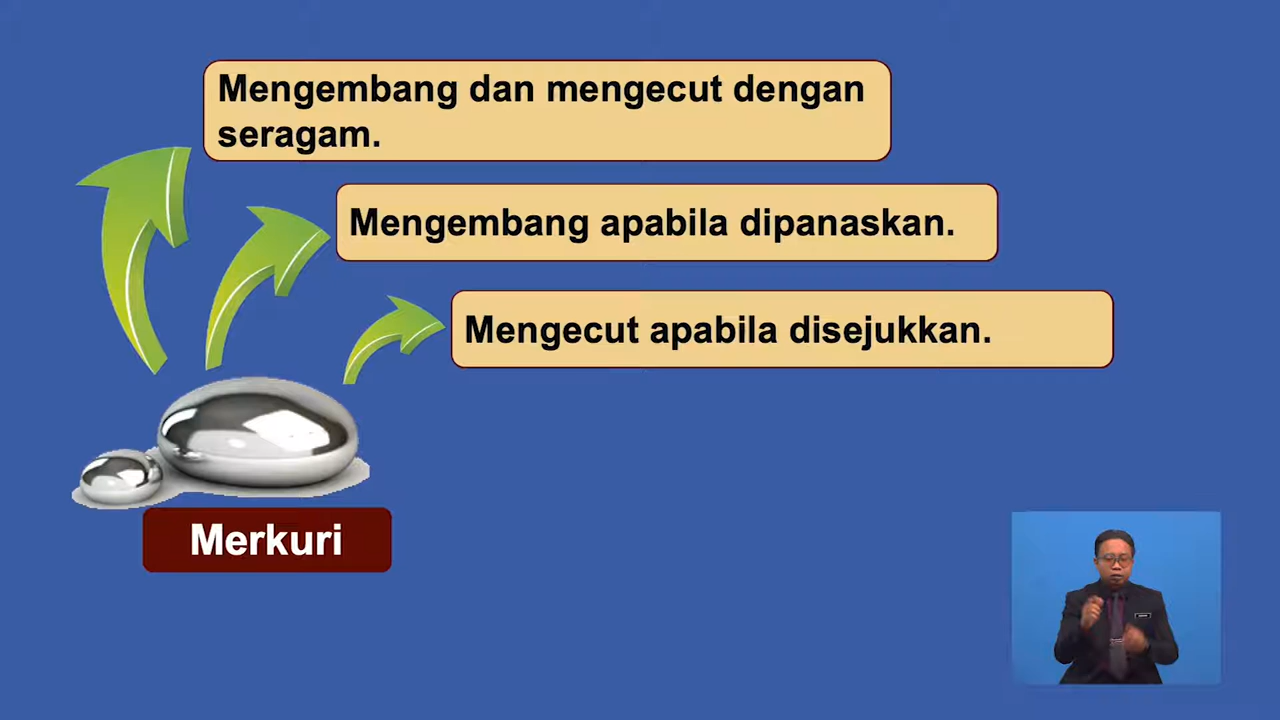 Mengembang dan mengecut dengan
seragam.
Mengembang apabila dipanaskan.
Mengecut apabila disejukkan.
Merkuri